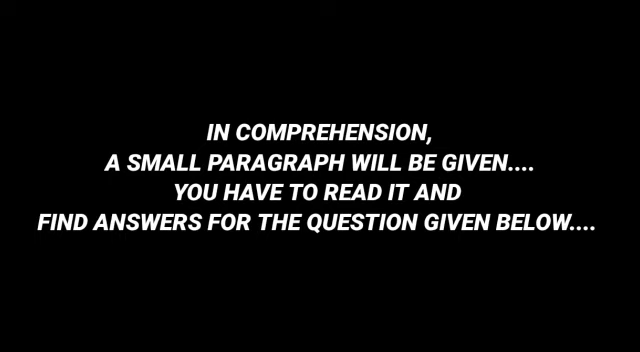 IN COMPREHENSION,
A SMALL PARAGRAPH WILL BE GIVEN....
YOU HAVE TO READ IT AND
FIND ANSWERS FOR THE QUESTION GIVEN BELOW....